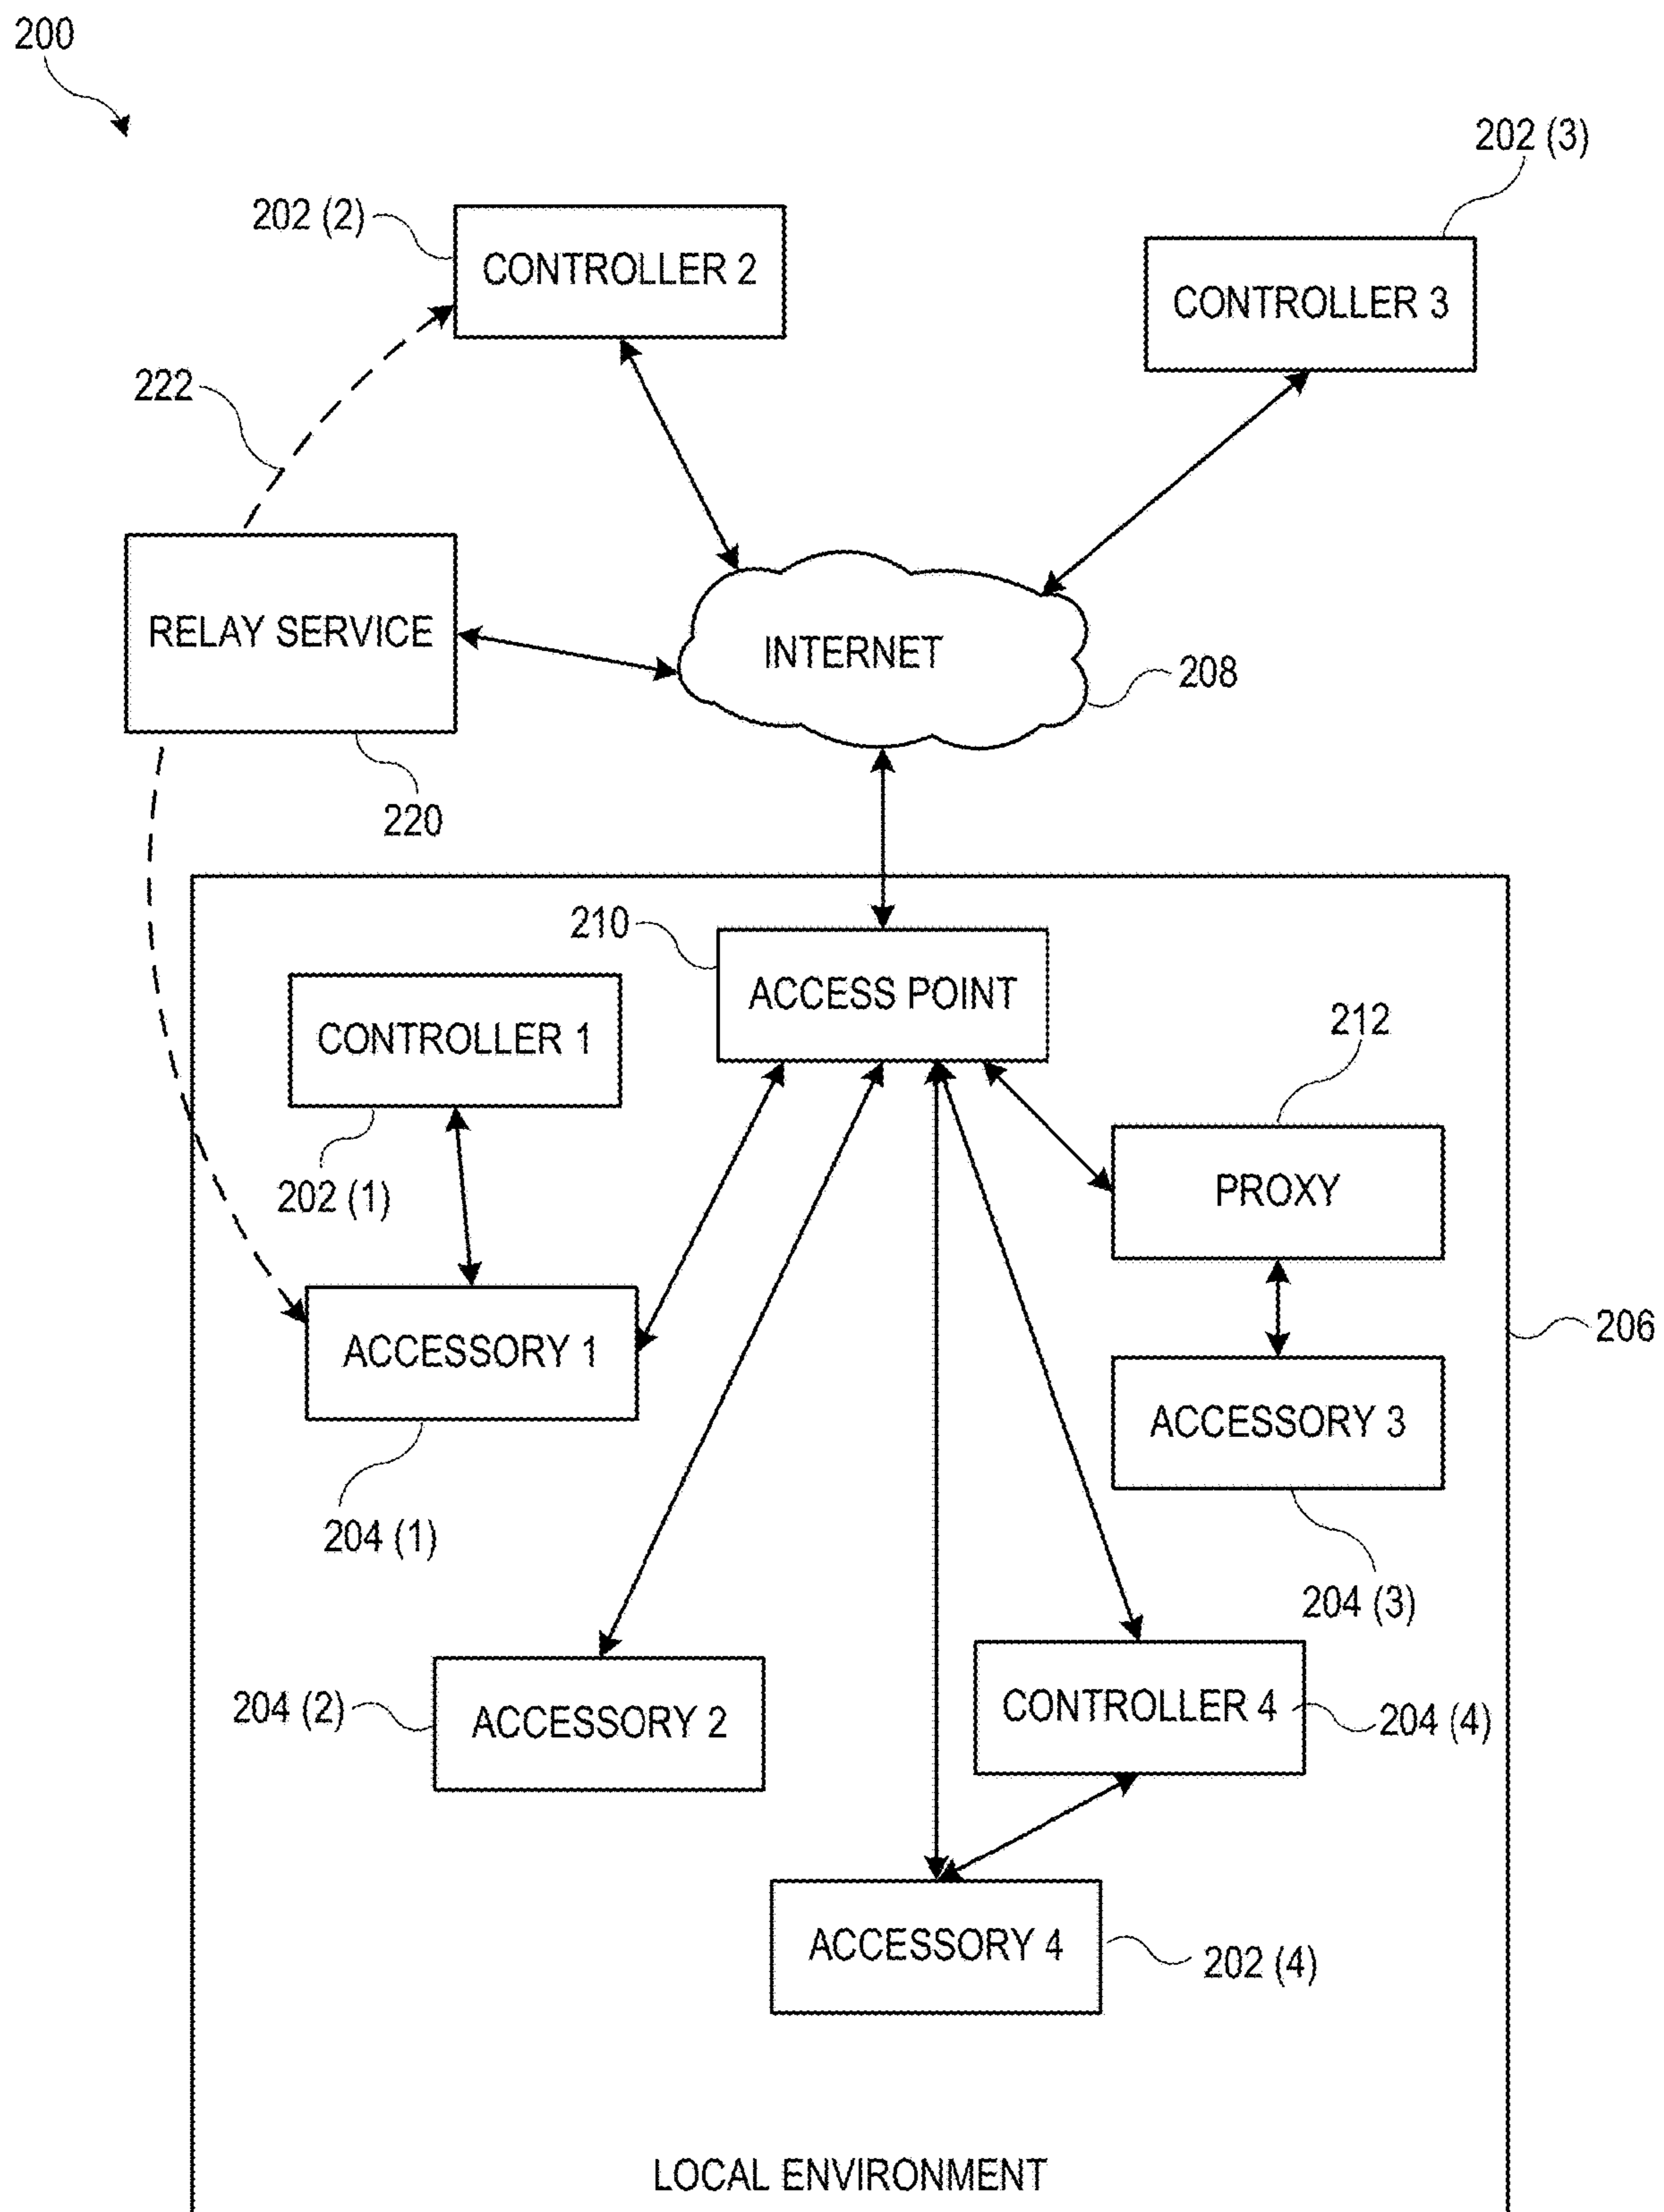 200
202 (3)
202 (2)
CONTROLLER 2
CONTROLLER 3
222
RELAY SERVICE
INTERNET
208
220
210
ACCESS POINT
CONTROLLER 1
212
202 (1)
PROXY
206
ACCESSORY 1
ACCESSORY 3
204 (1)
204 (3)
204 (2)
ACCESSORY 2
CONTROLLER 4
204 (4)
ACCESSORY 4
202 (4)
LOCAL ENVIRONMENT